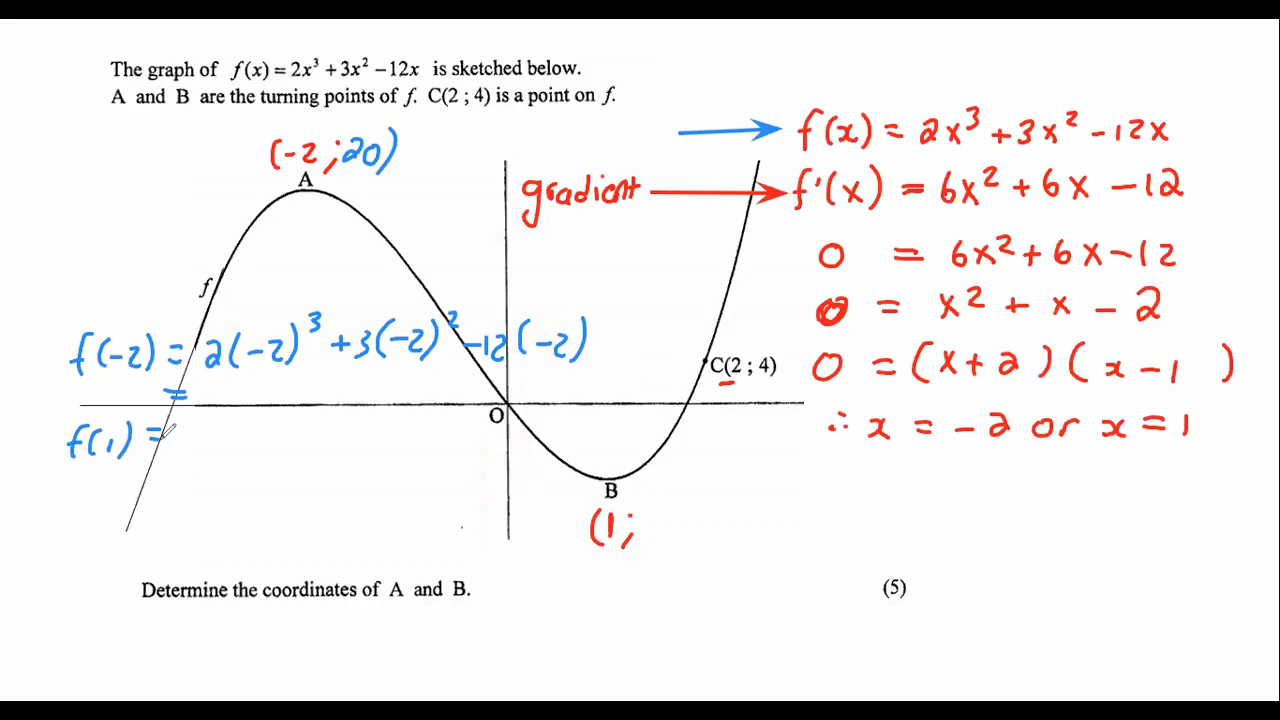 The graph of f(x) = 2x³ + 3x² − 12x is sketched below.
A and B are the turning points of f. C(2 ; 4) is a point on f.
(-2 ; 20)
A
f
gradient
f(x) = 2x³ + 3x² - 12x
f'(x) = 6x² + 6x - 12
0 = 6x² + 6x - 12
0 = x² + x - 2
0 = (x + 2)(x - 1)
∴ x = -2 or x = 1
f(-2) = 2(-2)³ + 3(-2)² - 12(-2)
=
f(1) =
C(2 ; 4)
O
B
(1;
Determine the coordinates of A and B. (5)